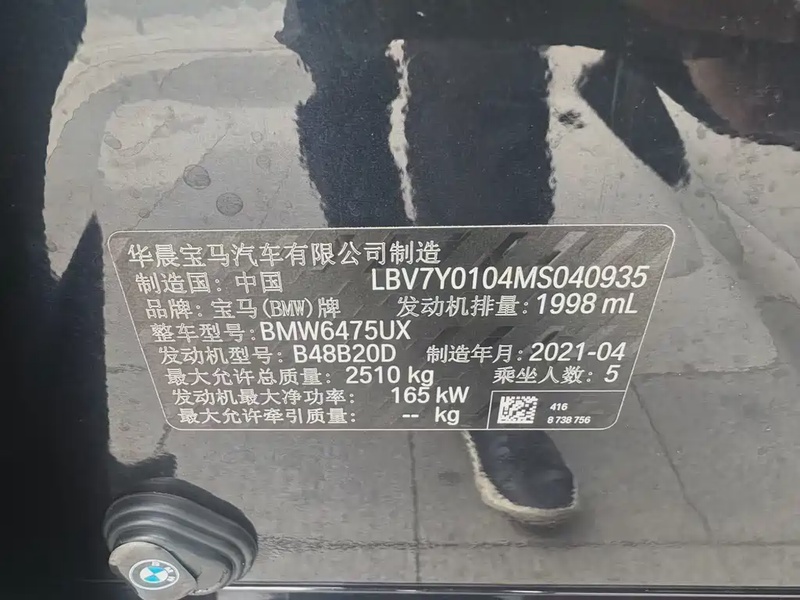 华晨宝马汽车有限公司制造
制造国: 中国 LBV7Y0104MS040935
品牌: 宝马(BMW)牌 发动机排量: 1998 mL
整车型号: BMW6475UX
发动机型号: B48B20D 制造年月: 2021-04
最大允许总质量: 2510 kg 乘坐人数: 5
发动机最大净功率: 165 kW
最大允许牵引质量: -- kg
416
8 738 756